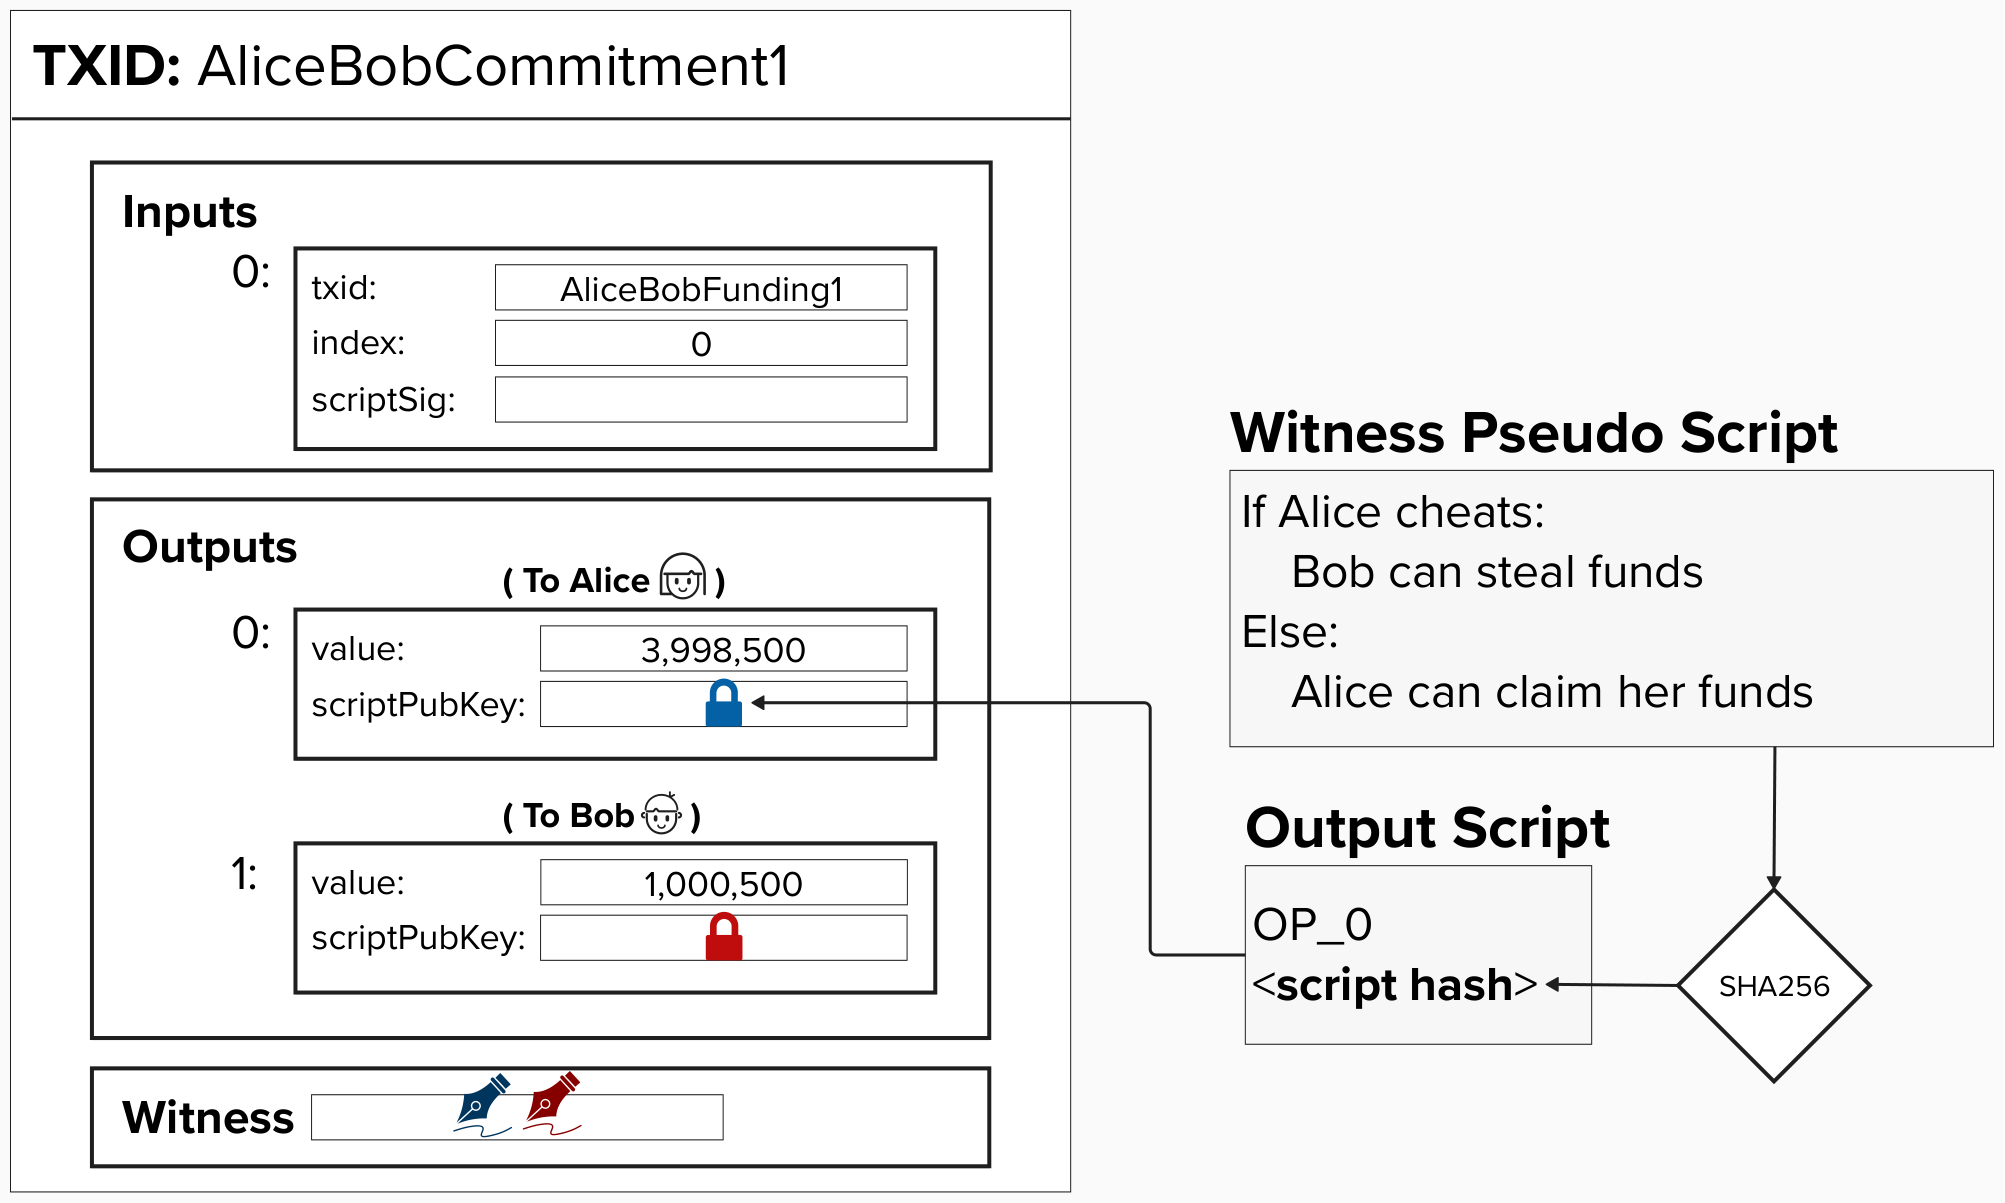 TXID: AliceBobCommitment1
Inputs
0:
txid: AliceBobFunding1
index: 0
scriptSig:
Outputs
( To Alice )
0:
value: 3,998,500
scriptPubKey:
( To Bob )
1:
value: 1,000,500
scriptPubKey:
Witness
Witness Pseudo Script
If Alice cheats:
Bob can steal funds
Else:
Alice can claim her funds
Output Script
OP_0
<script hash>
SHA256